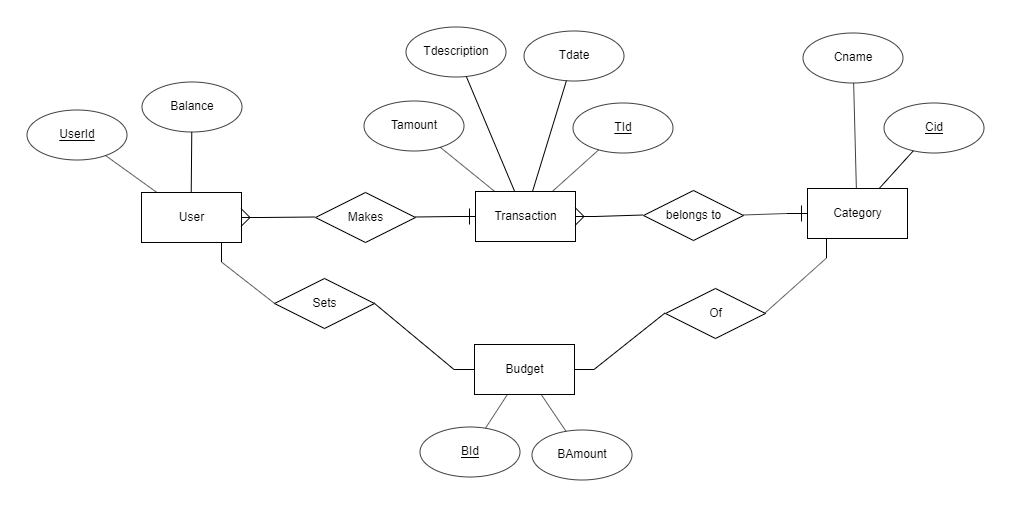 Tdescription
Tdate
Cname
Balance
UserId
Tamount
TId
Cid
User
Makes
Transaction
belongs to
Category
Sets
Of
Budget
BId
BAmount